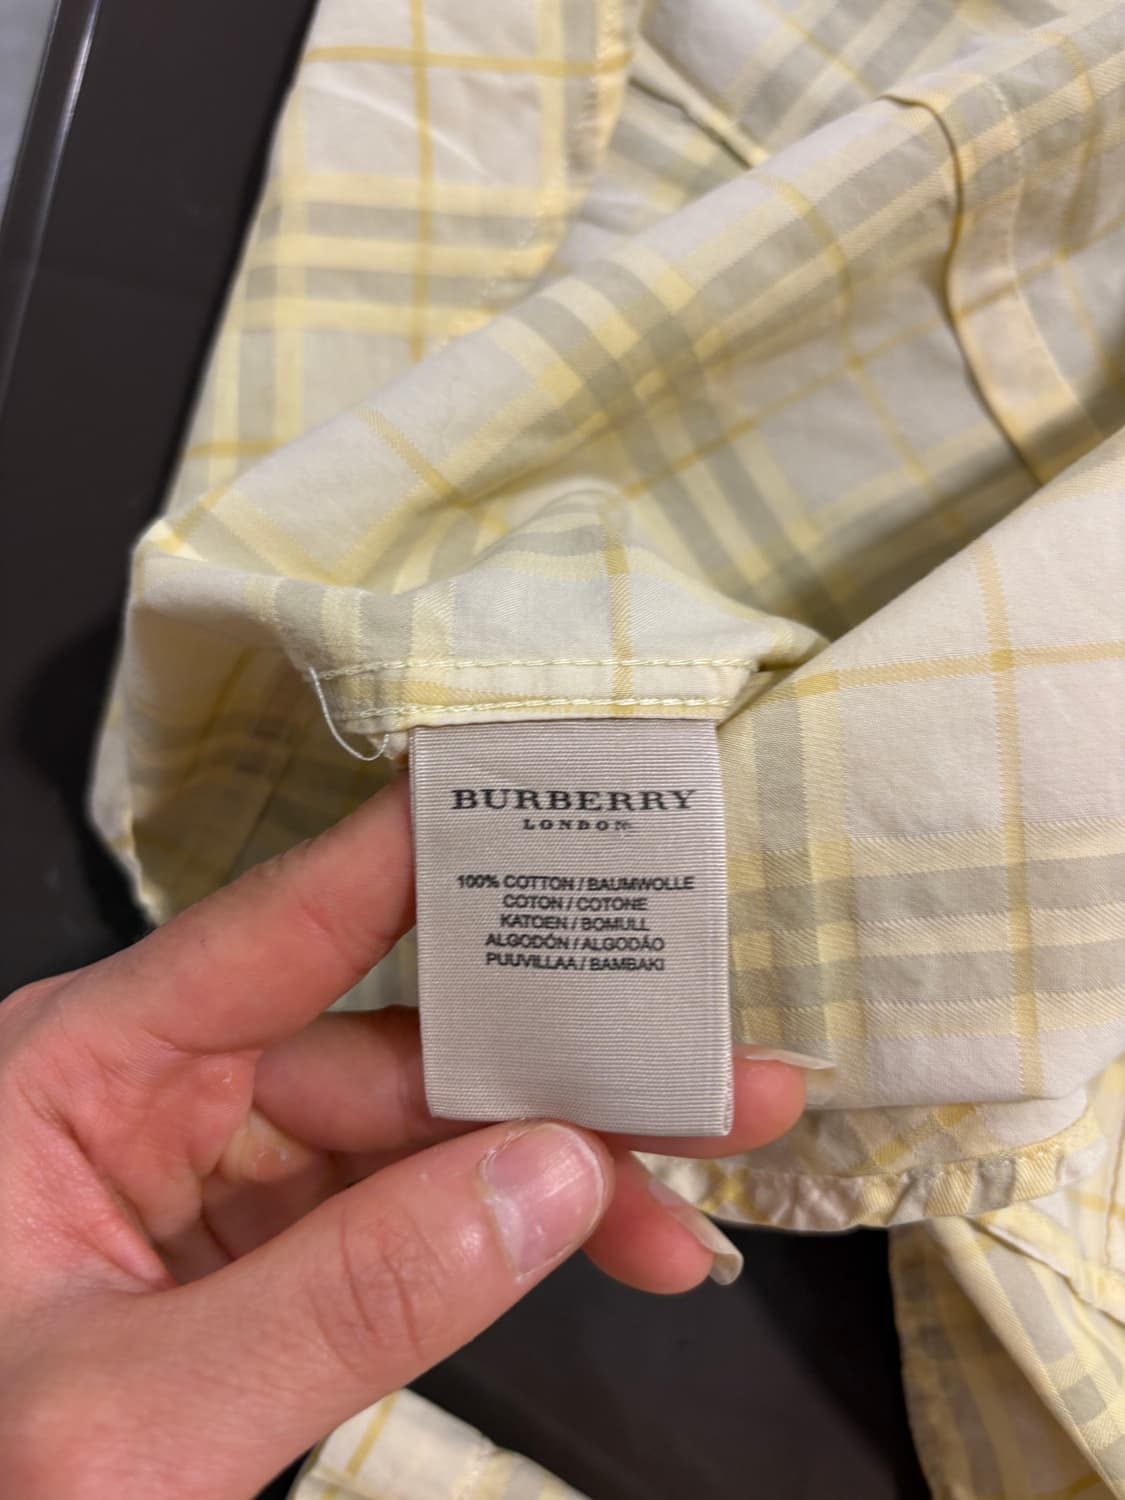 BURBERRY
LONDON
100% COTTON / BAUMWOLLE
COTON / COTONE
KATOEN / BOMULL
ALGODÓN / ALGODÃO
PUUVILLAA / BAMBAKI